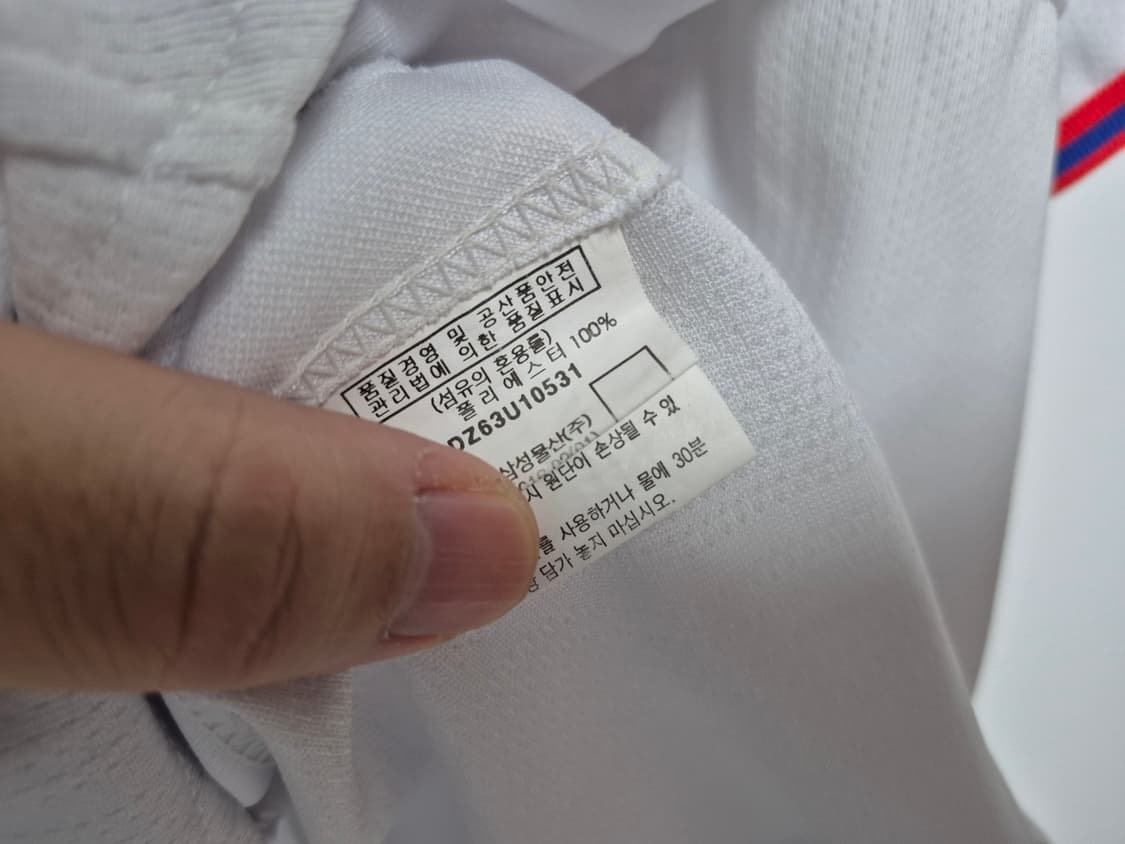 품질경영 및 공산품안전
관리법에 의한 품질표시
(섬유의 혼용률)
폴리에스터 100%
DZ63U10531
삼성물산(주)
원단이 손상될 수 있
사용하거나 물에 30분
담가 놓지 마십시오.